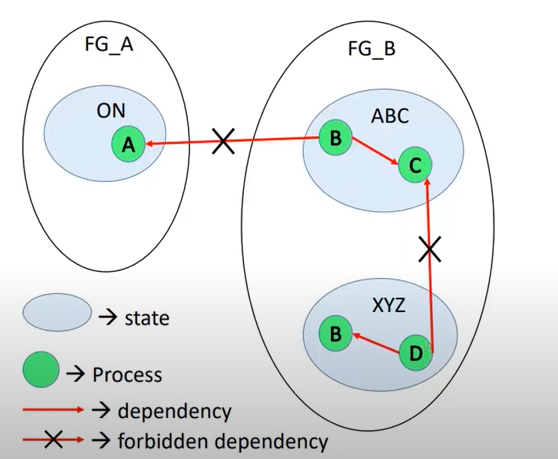 FG_A
FG_B
ON
A
ABC
B
C
XYZ
B
D
→ state
→ Process
→ dependency
→ forbidden dependency